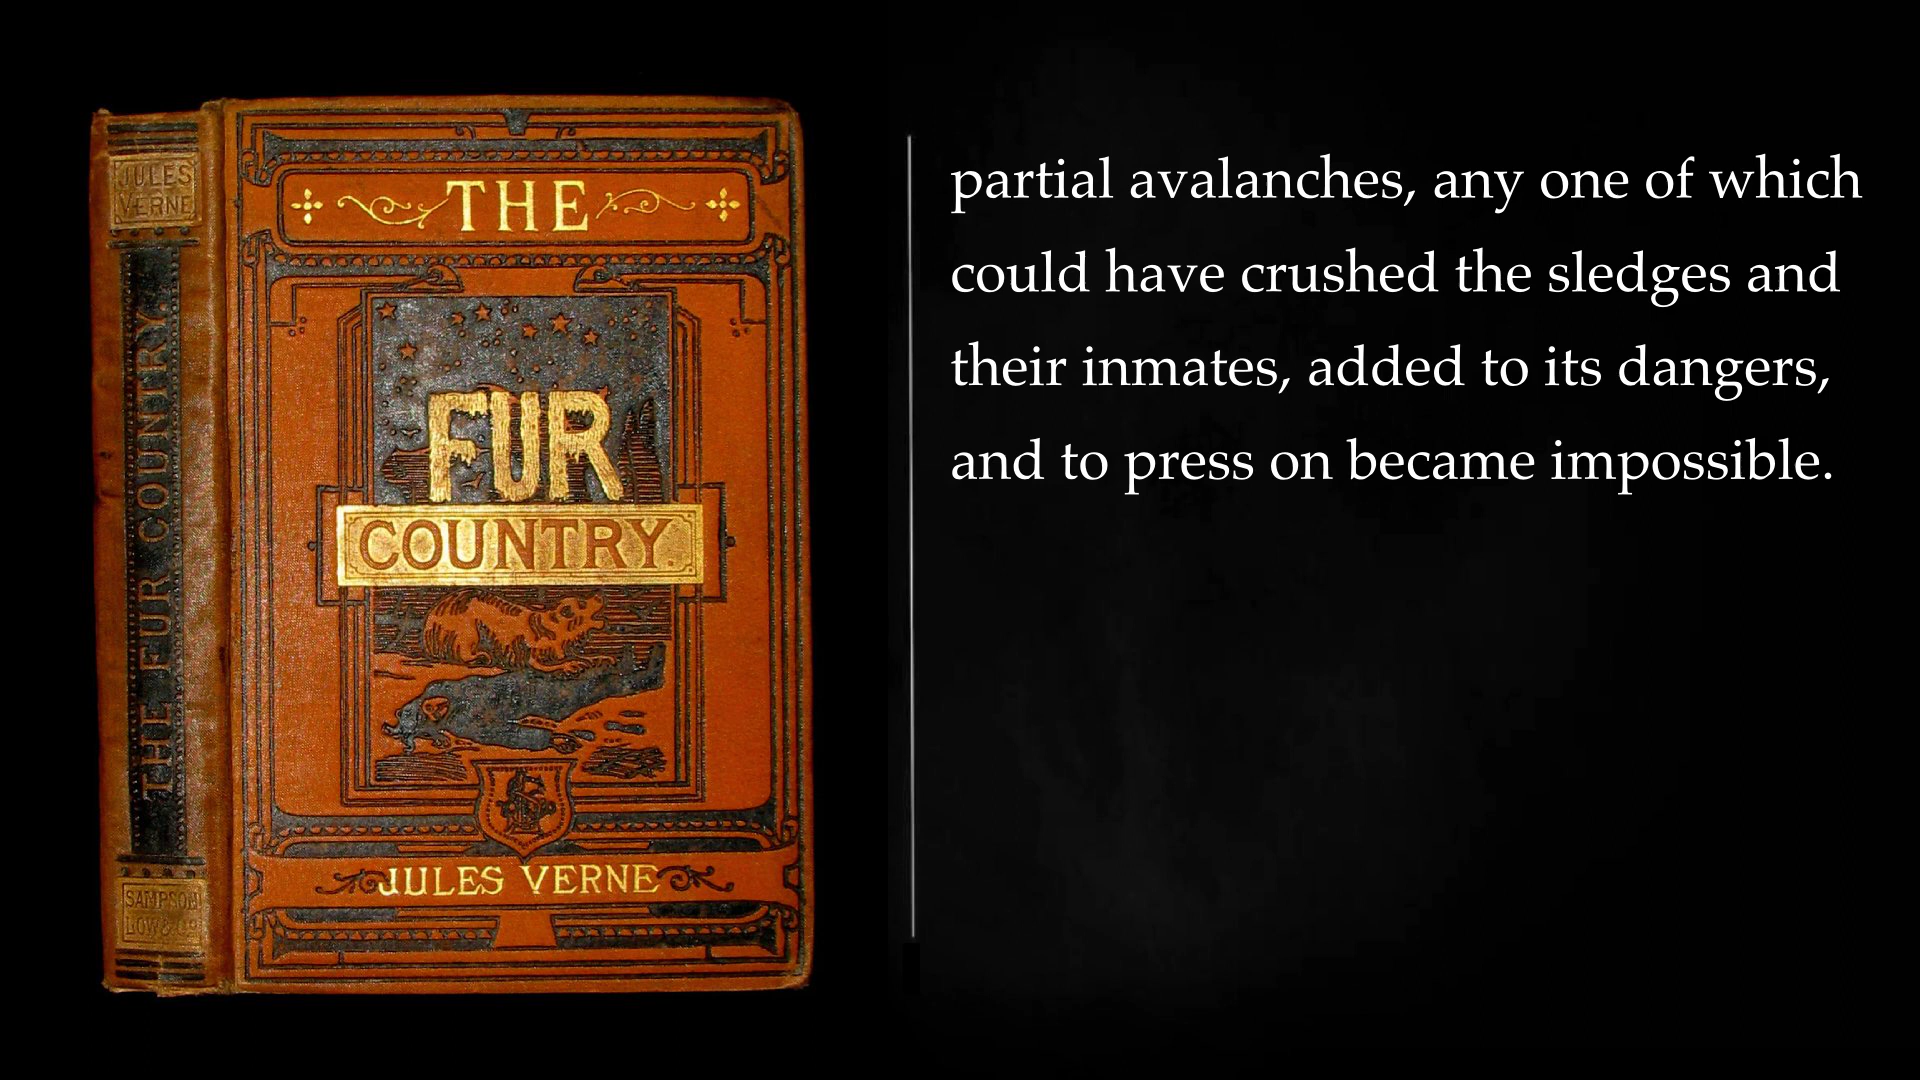 JULES
VERNE
THE FUR COUNTRY.
SAMPSON
LOW & Co
THE
FUR
COUNTRY.
JULES VERNE
partial avalanches, any one of which
could have crushed the sledges and
their inmates, added to its dangers,
and to press on became impossible.